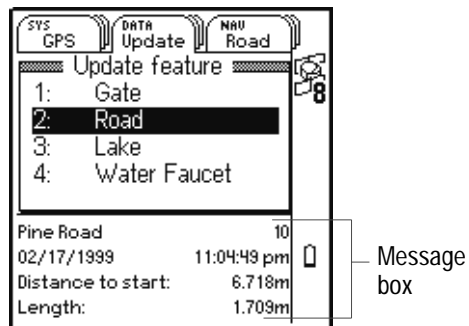 SYS DATA NAV
GPS Update Road
Update feature
1: Gate
2: Road
3: Lake
4: Water Faucet
8
Pine Road 10
02/17/1999 11:04:49 pm
Distance to start: 6.718m
Length: 1.709m
Message
box